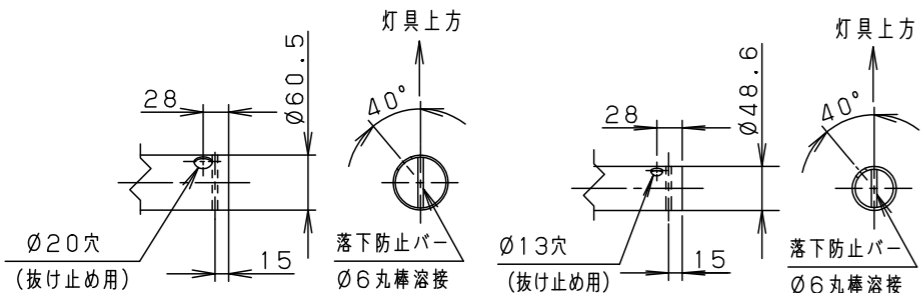 灯具上方
28
Ø60.5
40°
Ø20穴
(抜け止め用)
15
落下防止バー
Ø6丸棒溶接
灯具上方
28
Ø48.6
40°
Ø13穴
(抜け止め用)
15
落下防止バー
Ø6丸棒溶接